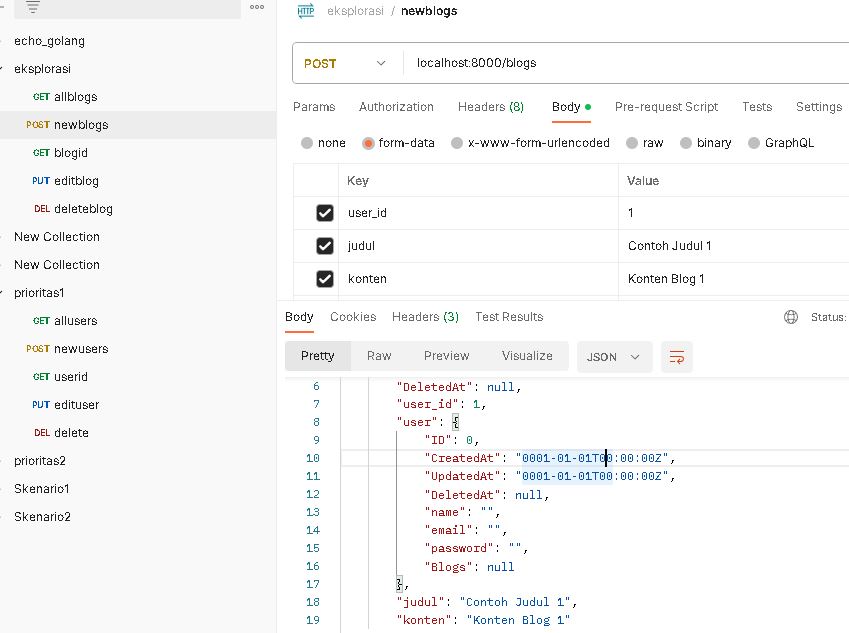 HTTP eksplorasi / newblogs
echo_golang
eksplorasi
GET allblogs
POST newblogs
GET blogid
PUT editblog
DEL deleteblog
New Collection
New Collection
prioritas1
GET allusers
POST newusers
GET userid
PUT edituser
DEL delete
prioritas2
Skenario1
Skenario2
POST localhost:8000/blogs
Params Authorization Headers (8) Body Pre-request Script Tests Settings
none form-data x-www-form-urlencoded raw binary GraphQL
Key Value
user_id 1
judul Contoh Judul 1
konten Konten Blog 1
Body Cookies Headers (3) Test Results Status:
Pretty Raw Preview Visualize JSON
6 "DeletedAt": null,
7 "user_id": 1,
8 "user": {
9 "ID": 0,
10 "CreatedAt": "0001-01-01T00:00:00Z",
11 "UpdatedAt": "0001-01-01T00:00:00Z",
12 "DeletedAt": null,
13 "name": "",
14 "email": "",
15 "password": "",
16 "Blogs": null
17 },
18 "judul": "Contoh Judul 1",
19 "konten": "Konten Blog 1"